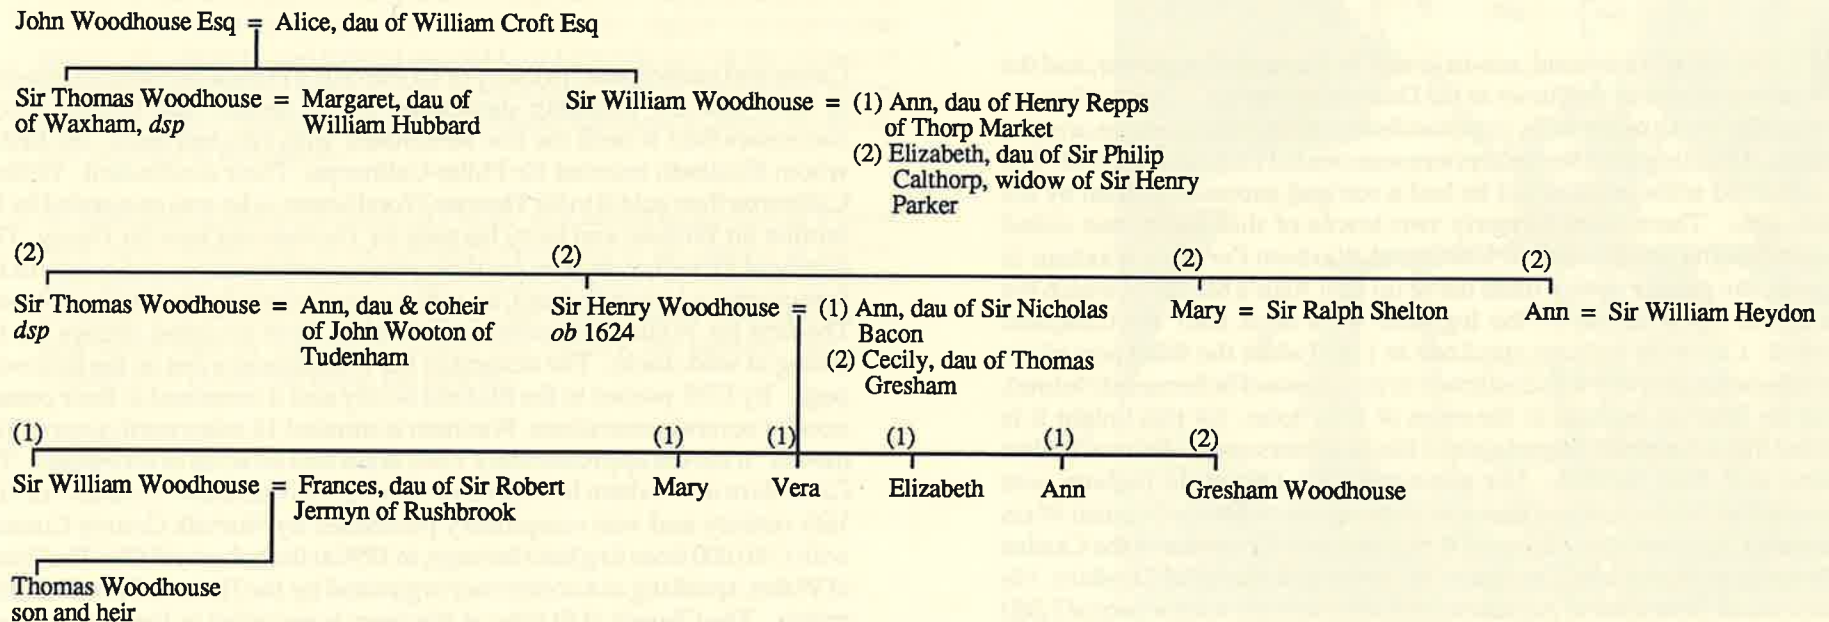 John Woodhouse Esq = Alice, dau of William Croft Esq
Sir Thomas Woodhouse = Margaret, dau of
of Waxham, dsp William Hubbard
Sir William Woodhouse = (1) Ann, dau of Henry Repps
of Thorp Market
(2) Elizabeth, dau of Sir Philip
Calthorp, widow of Sir Henry
Parker
(2) (2) (2) (2)
Sir Thomas Woodhouse = Ann, dau & coheir
dsp of John Wooton of
Tudenham
Sir Henry Woodhouse = (1) Ann, dau of Sir Nicholas
ob 1624 Bacon
(2) Cecily, dau of Thomas
Gresham
Mary = Sir Ralph Shelton
Ann = Sir William Heydon
(1) (1) (1) (1) (1) (2)
Sir William Woodhouse = Frances, dau of Sir Robert
Jermyn of Rushbrook
Mary
Vera
Elizabeth
Ann
Gresham Woodhouse
Thomas Woodhouse
son and heir